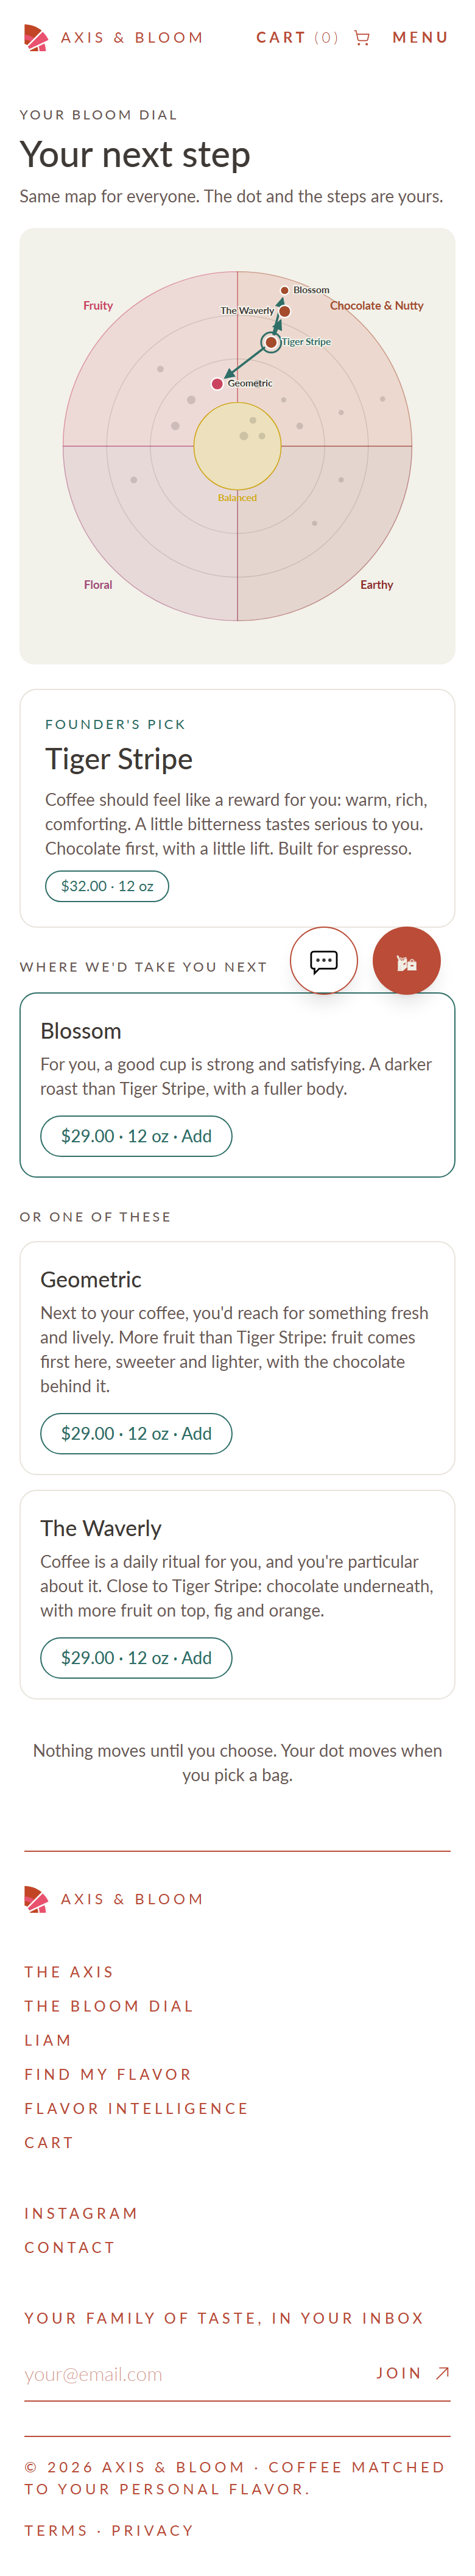 AXIS & BLOOM
CART (0)
MENU
YOUR BLOOM DIAL
Your next step
Same map for everyone. The dot and the steps are yours.
Blossom
Fruity
Chocolate & Nutty
The Waverly
Tiger Stripe
Geometric
Balanced
Floral
Earthy
FOUNDER'S PICK
Tiger Stripe
Coffee should feel like a reward for you: warm, rich,
comforting. A little bitterness tastes serious to you.
Chocolate first, with a little lift. Built for espresso.
$32.00 · 12 oz
WHERE WE'D TAKE YOU NEXT
Blossom
For you, a good cup is strong and satisfying. A darker
roast than Tiger Stripe, with a fuller body.
$29.00 · 12 oz · Add
OR ONE OF THESE
Geometric
Next to your coffee, you'd reach for something fresh
and lively. More fruit than Tiger Stripe: fruit comes
first here, sweeter and lighter, with the chocolate
behind it.
$29.00 · 12 oz · Add
The Waverly
Coffee is a daily ritual for you, and you're particular
about it. Close to Tiger Stripe: chocolate underneath,
with more fruit on top, fig and orange.
$29.00 · 12 oz · Add
Nothing moves until you choose. Your dot moves when
you pick a bag.
AXIS & BLOOM
THE AXIS
THE BLOOM DIAL
LIAM
FIND MY FLAVOR
FLAVOR INTELLIGENCE
CART
INSTAGRAM
CONTACT
YOUR FAMILY OF TASTE, IN YOUR INBOX
your@email.com
JOIN
© 2026 AXIS & BLOOM · COFFEE MATCHED
TO YOUR PERSONAL FLAVOR.
TERMS · PRIVACY